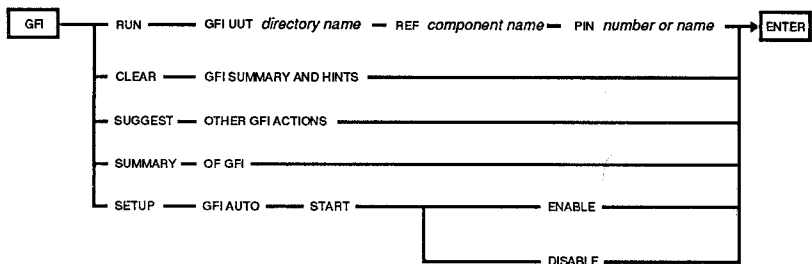 GFI RUN GFI UUT directory name REF component name PIN number or name ENTER
CLEAR GFI SUMMARY AND HINTS
SUGGEST OTHER GFI ACTIONS
SUMMARY OF GFI
SETUP GFI AUTO START ENABLE
DISABLE